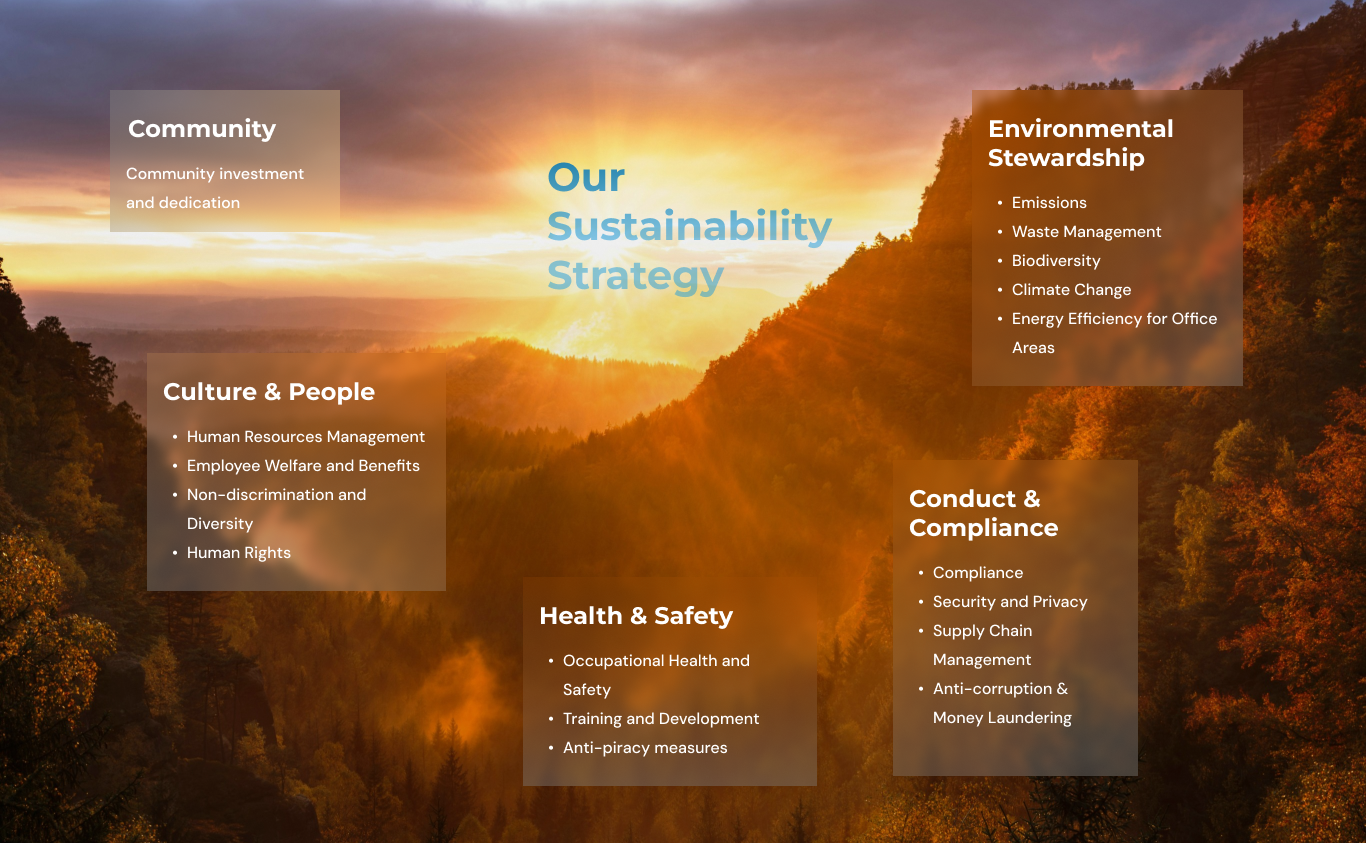 Community
Community investment
and dedication
Our
Sustainability
Strategy
Environmental
Stewardship
• Emissions
• Waste Management
• Biodiversity
• Climate Change
• Energy Efficiency for Office
Areas
Culture & People
• Human Resources Management
• Employee Welfare and Benefits
• Non-discrimination and
Diversity
• Human Rights
Health & Safety
• Occupational Health and
Safety
• Training and Development
• Anti-piracy measures
Conduct &
Compliance
• Compliance
• Security and Privacy
• Supply Chain
Management
• Anti-corruption &
Money Laundering